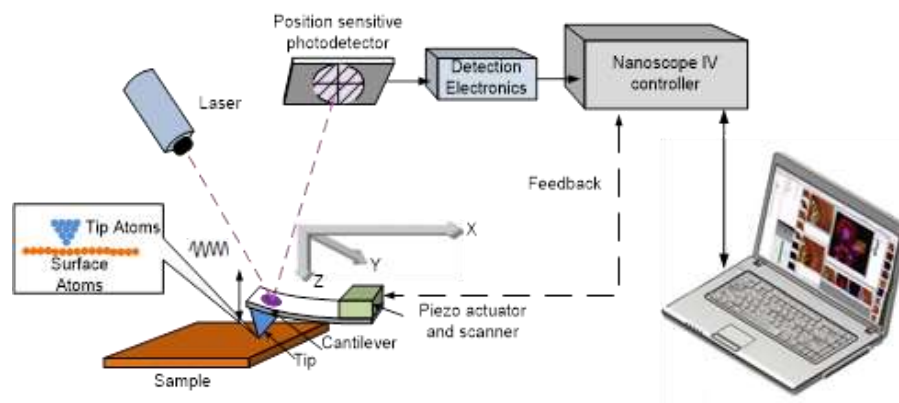 Position sensitive
photodetector
Laser
Detection
Electronics
Nanoscope IV
controller
Feedback
Tip Atoms
Surface
Atoms
X
Y
Z
Piezo actuator
and scanner
Cantilever
Tip
Sample